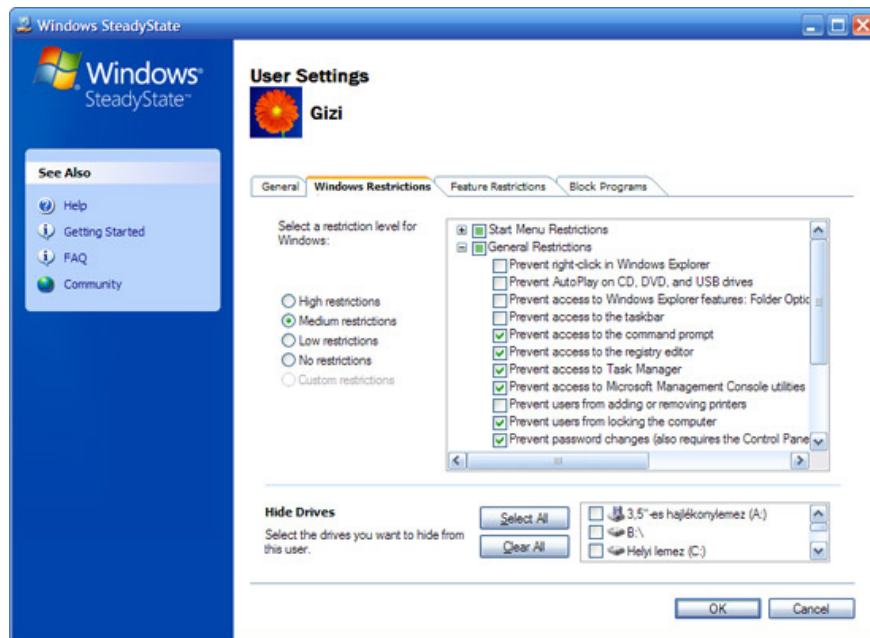 Windows SteadyState
Windows®
SteadyState™
See Also
Help
Getting Started
FAQ
Community
User Settings
Gizi
General
Windows Restrictions
Feature Restrictions
Block Programs
Select a restriction level for
Windows:
High restrictions
Medium restrictions
Low restrictions
No restrictions
Custom restrictions
Start Menu Restrictions
General Restrictions
Prevent right-click in Windows Explorer
Prevent AutoPlay on CD, DVD, and USB drives
Prevent access to Windows Explorer features: Folder Optic
Prevent access to the taskbar
Prevent access to the command prompt
Prevent access to the registry editor
Prevent access to Task Manager
Prevent access to Microsoft Management Console utilities
Prevent users from adding or removing printers
Prevent users from locking the computer
Prevent password changes (also requires the Control Pane
Hide Drives
Select the drives you want to hide from
this user.
Select All
Clear All
3,5"-es hajlékonylemez (A:)
B:\
Helyi lemez (C:)
OK
Cancel